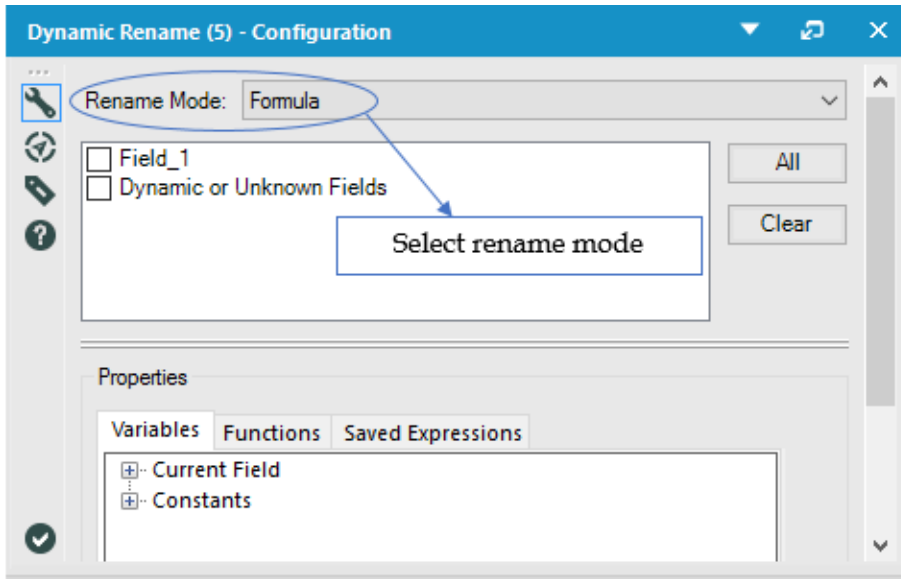 Dynamic Rename (5) - Configuration
Rename Mode: Formula
Field_1
Dynamic or Unknown Fields
All
Clear
Select rename mode
Properties
Variables Functions Saved Expressions
Current Field
Constants